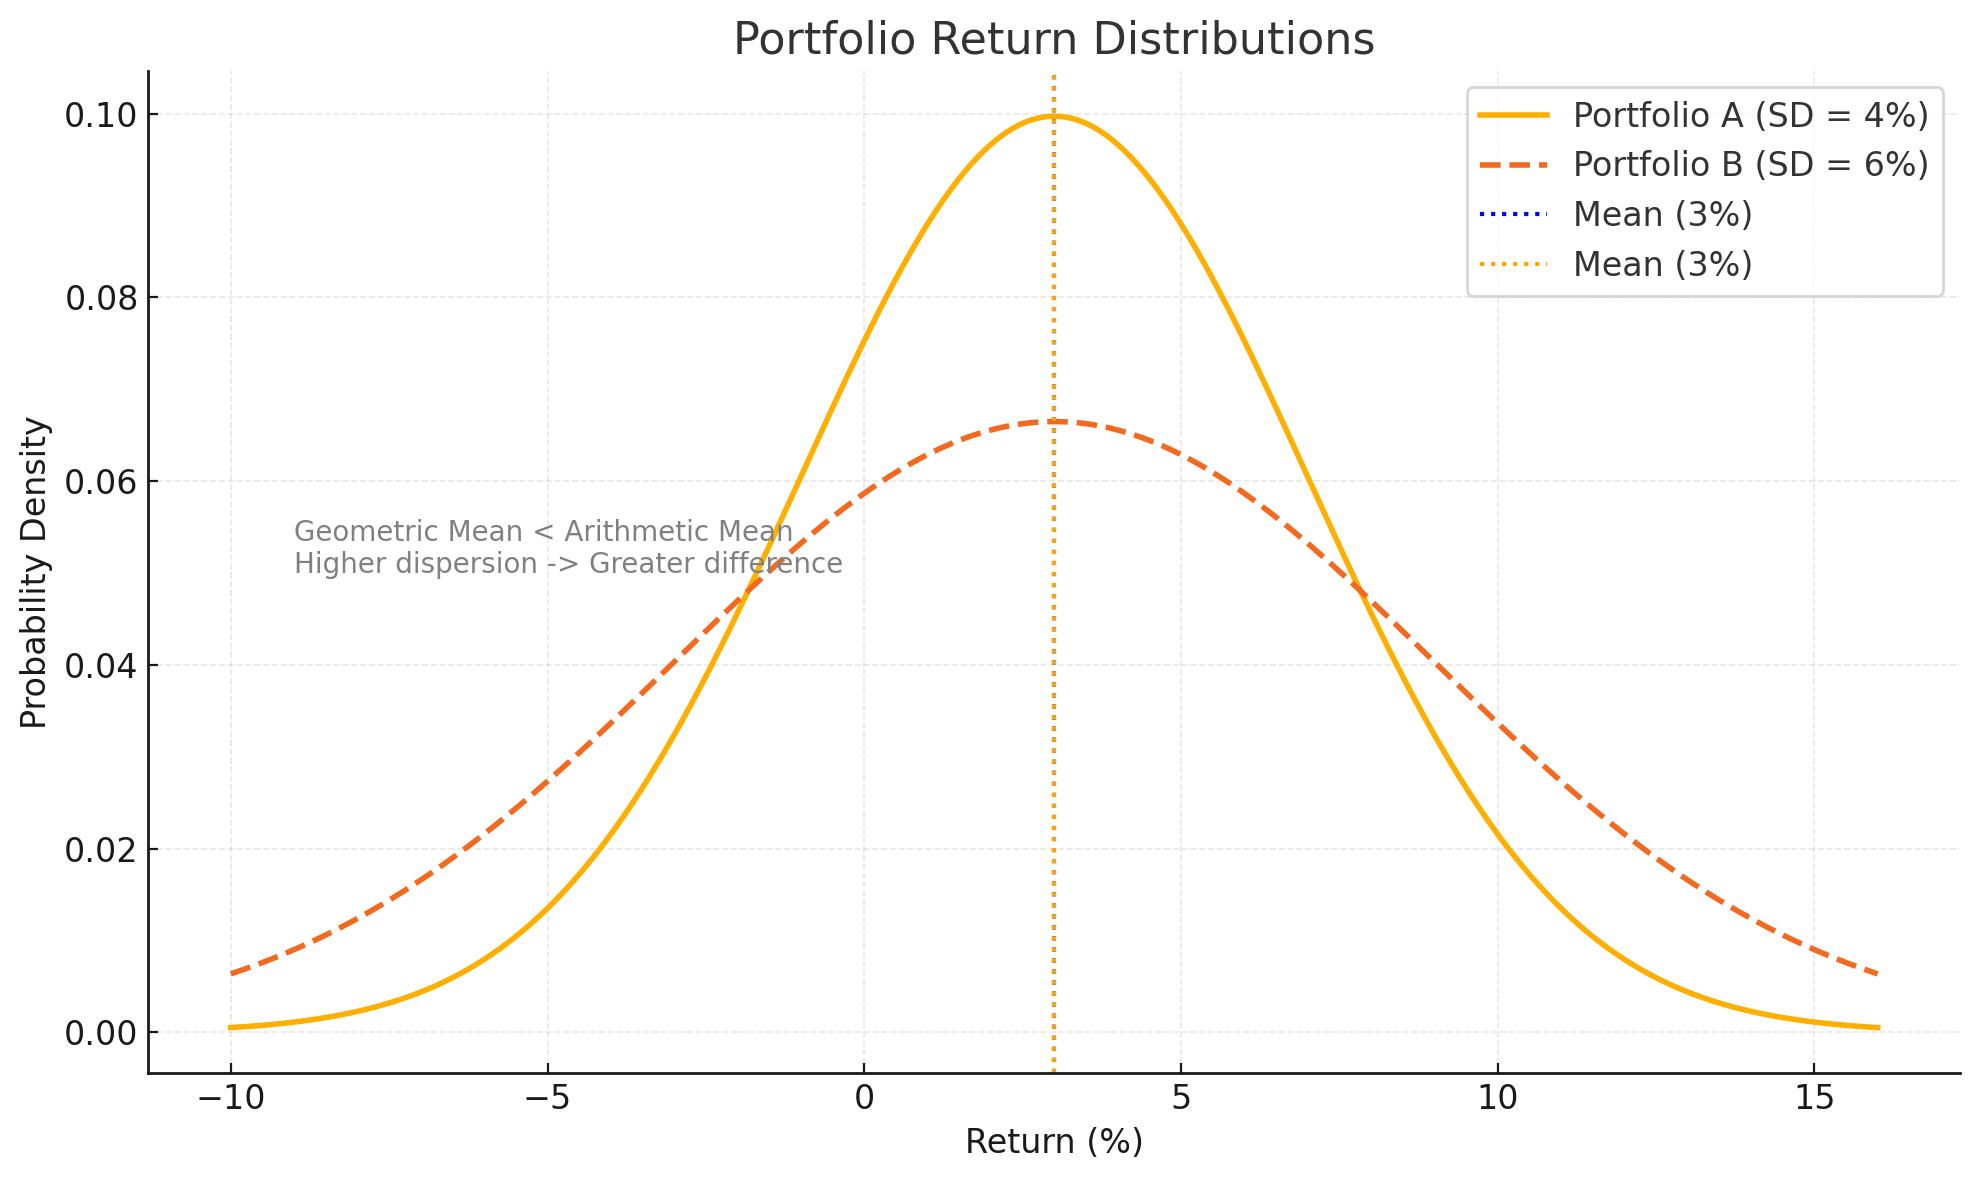 Portfolio Return Distributions
Portfolio A (SD = 4%)
Portfolio B (SD = 6%)
Mean (3%)
Mean (3%)
Probability Density
0.10
0.08
0.06
0.04
0.02
0.00
Geometric Mean < Arithmetic Mean
Higher dispersion -> Greater difference
−10
−5
0
5
10
15
Return (%)